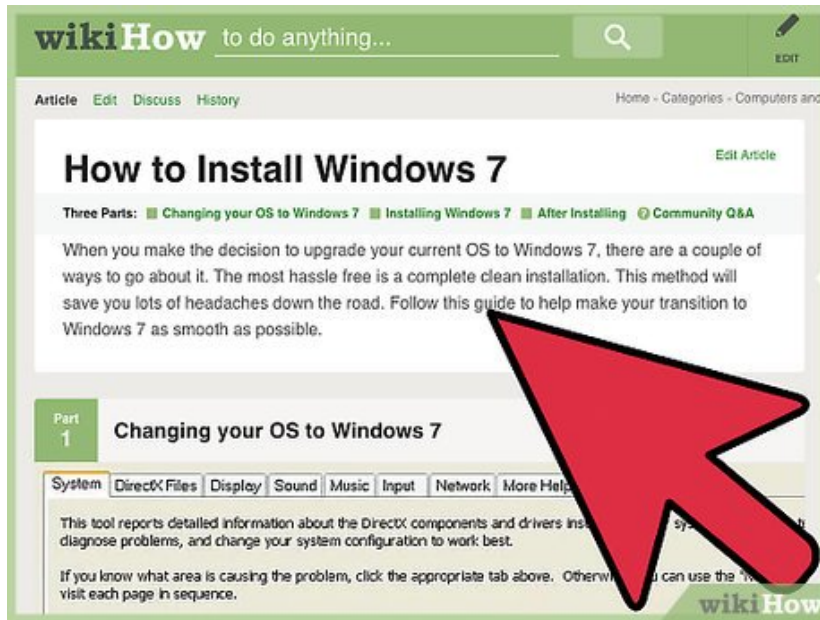 wikiHow to do anything...
EDIT
Article Edit Discuss History
Home - Categories - Computers and
How to Install Windows 7
Edit Article
Three Parts: Changing your OS to Windows 7 Installing Windows 7 After Installing Community Q&A
When you make the decision to upgrade your current OS to Windows 7, there are a couple of
ways to go about it. The most hassle free is a complete clean installation. This method will
save you lots of headaches down the road. Follow this guide to help make your transition to
Windows 7 as smooth as possible.
Part
1
Changing your OS to Windows 7
System DirectX Files Display Sound Music Input Network More Help
This tool reports detailed information about the DirectX components and drivers
diagnose problems, and change your system configuration to work best.
If you know what area is causing the problem, click the appropriate tab above. can use the
visit each page in sequence.
wikiHow